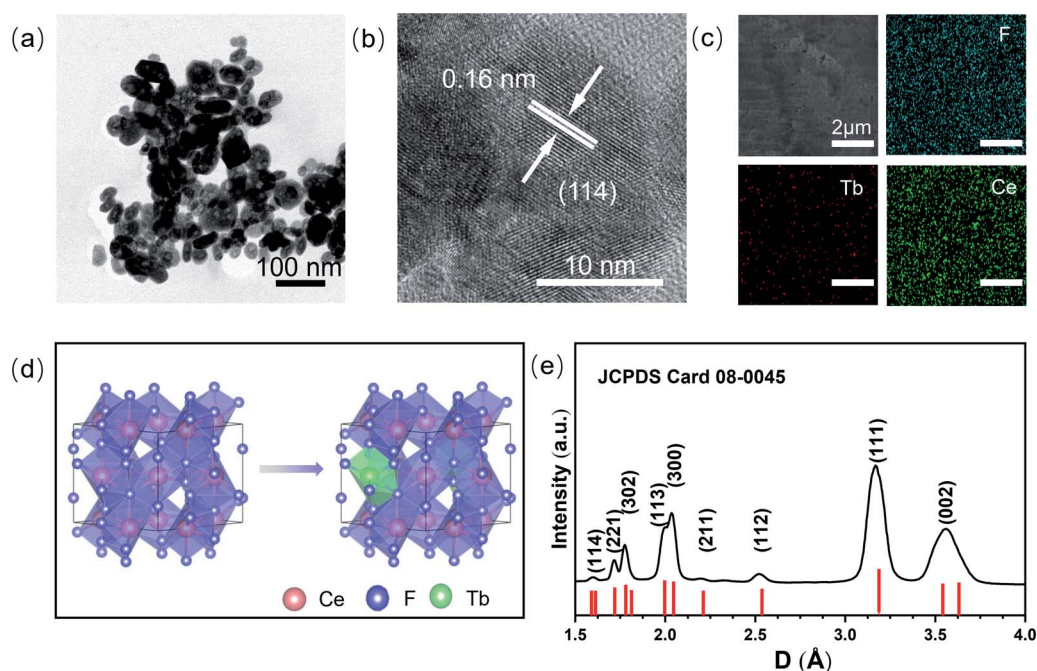 (a)
100 nm
(b)
0.16 nm
(114)
10 nm
(c)
2μm
F
Tb
Ce
(d)
Ce
F
Tb
(e)
JCPDS Card 08-0045
Intensity (a.u.)
(114)
(221)
(302)
(113)
(300)
(211)
(112)
(111)
(002)
1.5 2.0 2.5 3.0 3.5 4.0
D (Å)